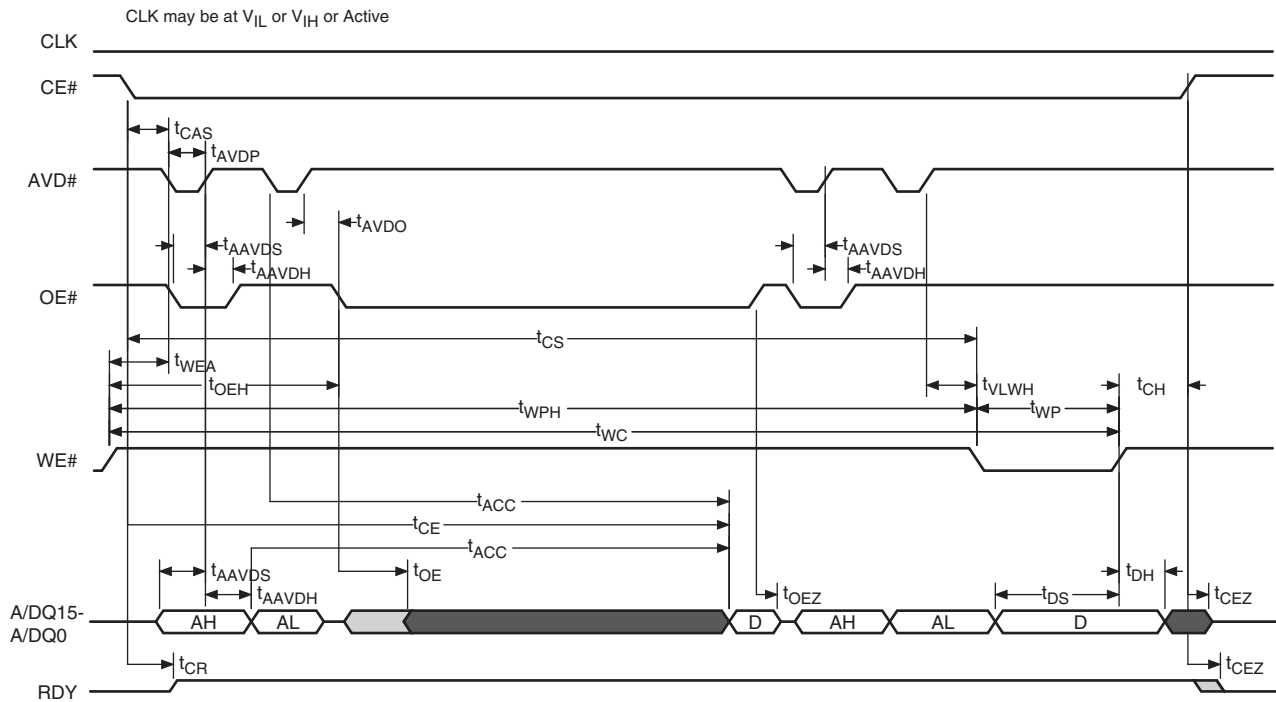 CLK may be at VIL or VIH or Active
CLK
CE#
tCAS
tAVDP
AVD#
tAVDO
tAAVDS
tAAVDS
tAAVDH
tAAVDH
OE#
tCS
tWEA
tOEH
tVLWH
tCH
tWPH
tWP
tWC
WE#
tACC
tCE
tACC
tAAVDS
tOE
tDH
tAAVDH
tOEZ
tDS
tCEZ
A/DQ15-
A/DQ0
AH
AL
D
AH
AL
D
tCR
tCEZ
RDY